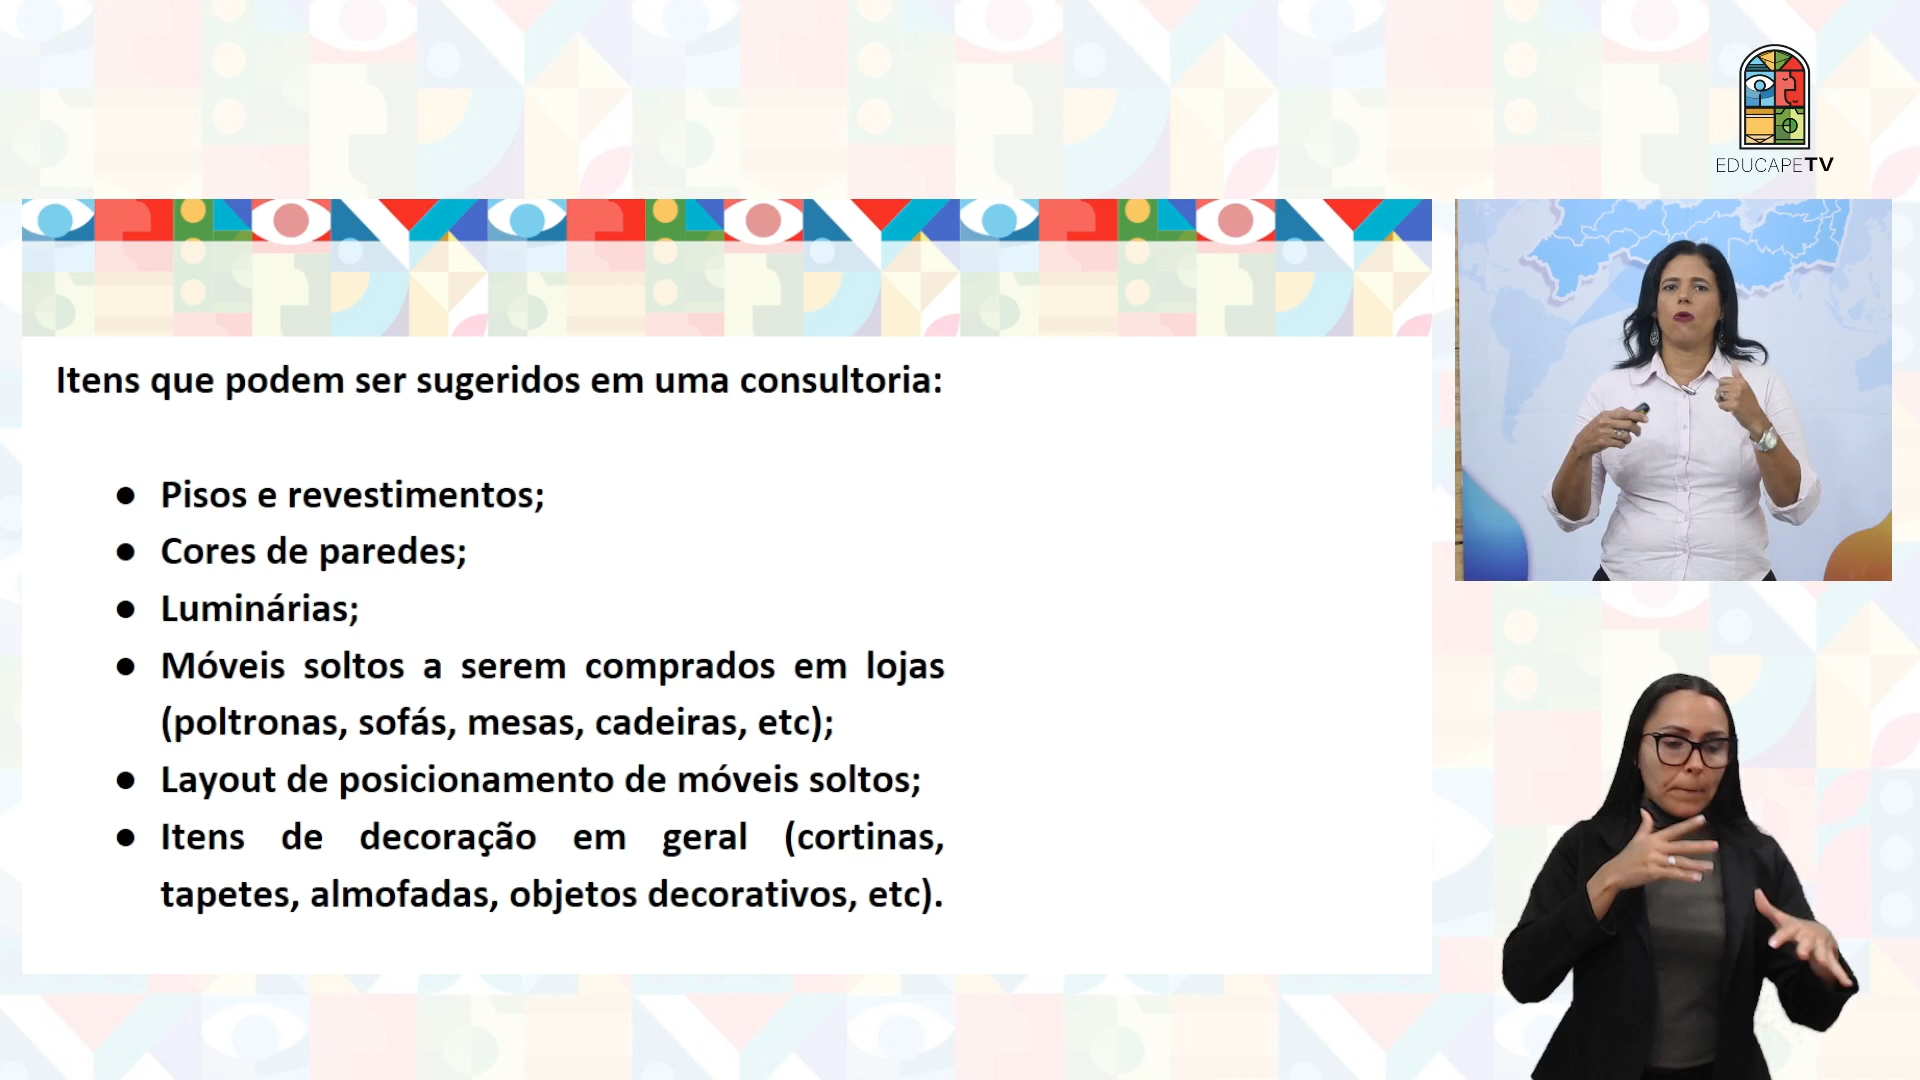 EDUCAPETV
Itens que podem ser sugeridos em uma consultoria:
● Pisos e revestimentos;
● Cores de paredes;
● Luminárias;
● Móveis soltos a serem comprados em lojas
(poltronas, sofás, mesas, cadeiras, etc);
● Layout de posicionamento de móveis soltos;
● Itens de decoração em geral (cortinas,
tapetes, almofadas, objetos decorativos, etc).